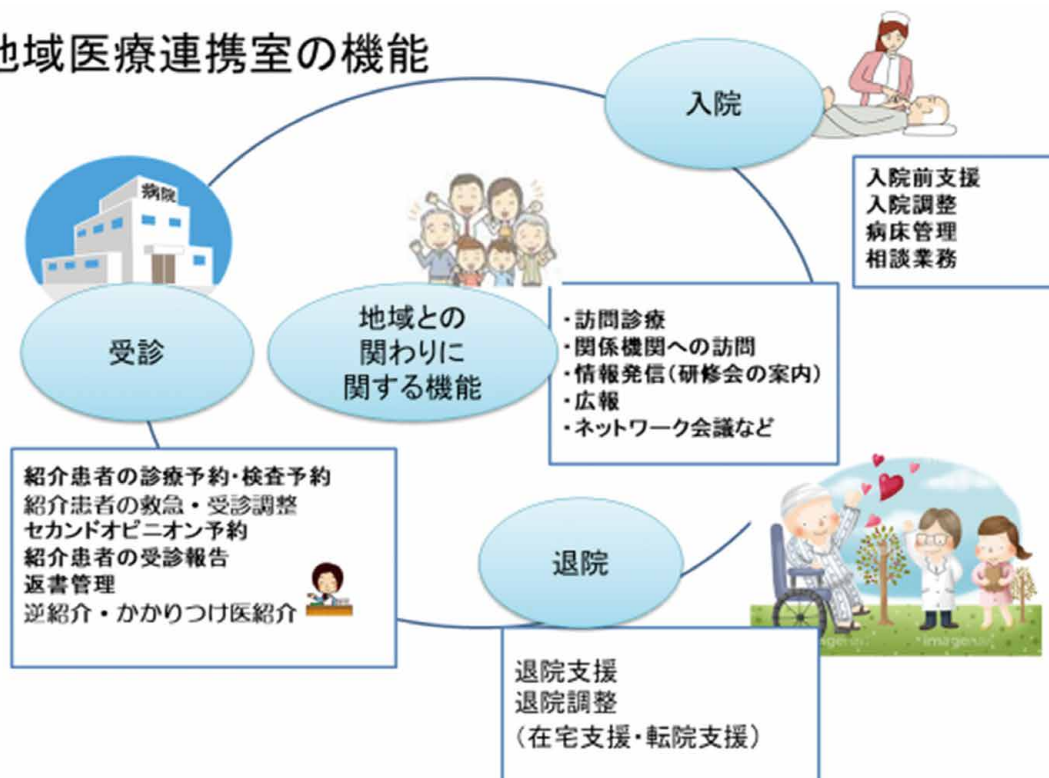 地域医療連携室の機能
入院
病院
入院前支援
入院調整
病床管理
相談業務
受診
地域との
関わりに
関する機能
・訪問診療
・関係機関への訪問
・情報発信(研修会の案内)
・広報
・ネットワーク会議など
紹介患者の診療予約・検査予約
紹介患者の救急・受診調整
セカンドオピニオン予約
紹介患者の受診報告
返書管理
逆紹介・かかりつけ医紹介
退院
退院支援
退院調整
(在宅支援・転院支援)